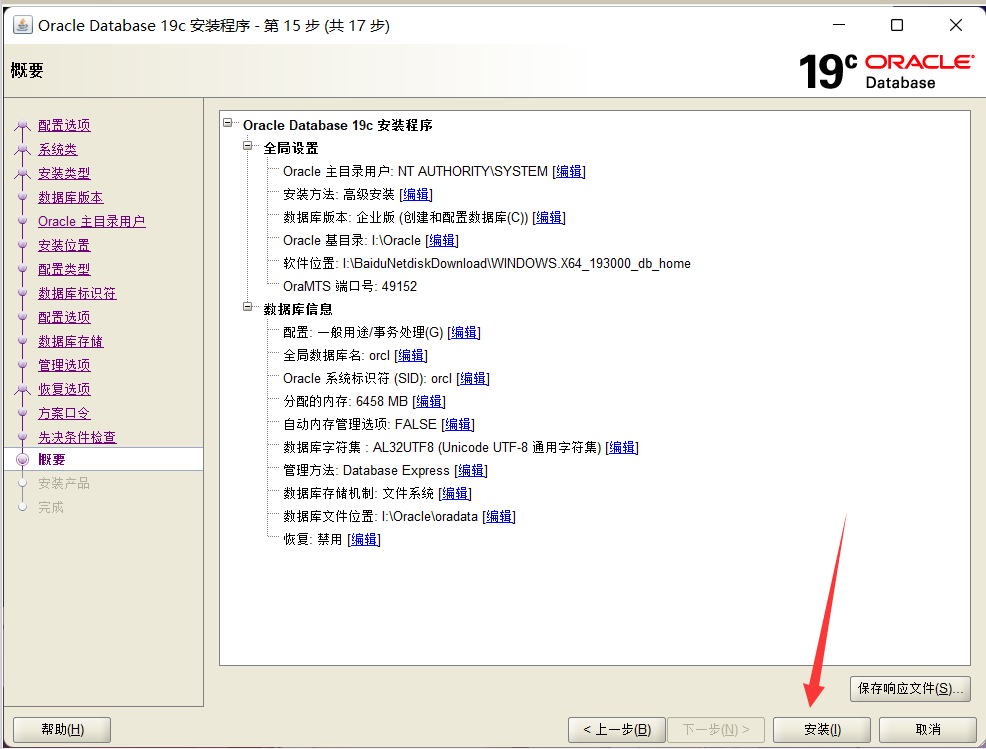 Oracle Database 19c 安装程序 - 第 15 步 (共 17 步)
概要
19c ORACLE
Database
配置选项
系统类
安装类型
数据库版本
Oracle 主目录用户
安装位置
配置类型
数据库标识符
配置选项
数据库存储
管理选项
恢复选项
方案口令
先决条件检查
概要
安装产品
完成
Oracle Database 19c 安装程序
全局设置
Oracle 主目录用户: NT AUTHORITY\SYSTEM [编辑]
安装方法: 高级安装 [编辑]
数据库版本: 企业版 (创建和配置数据库(C)) [编辑]
Oracle 基目录: I:\Oracle [编辑]
软件位置: I:\BaiduNetdiskDownload\WINDOWS.X64_193000_db_home
OraMTS 端口号: 49152
数据库信息
配置: 一般用途/事务处理(G) [编辑]
全局数据库名: orcl [编辑]
Oracle 系统标识符 (SID): orcl [编辑]
分配的内存: 6458 MB [编辑]
自动内存管理选项: FALSE [编辑]
数据库字符集 : AL32UTF8 (Unicode UTF-8 通用字符集) [编辑]
管理方法: Database Express [编辑]
数据库存储机制: 文件系统 [编辑]
数据库文件位置: I:\Oracle\oradata [编辑]
恢复: 禁用 [编辑]
保存响应文件(S)...
帮助(H)
< 上一步(B)
下一步(N) >
安装(I)
取消